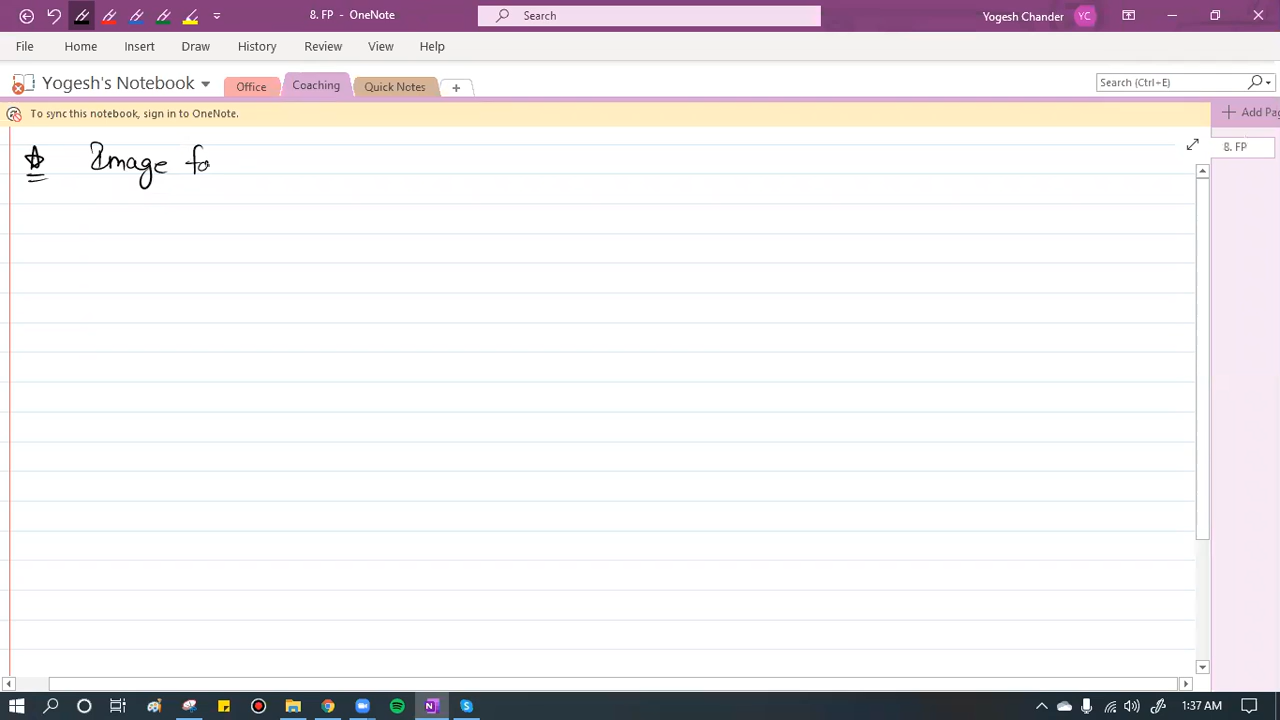 8. FP - OneNote
Search
Yogesh Chander
YC
File Home Insert Draw History Review View Help
Yogesh's Notebook
Office
Coaching
Quick Notes
+
Search (Ctrl+E)
To sync this notebook, sign in to OneNote.
Add Pag
8. FP
Image fo
1:37 AM